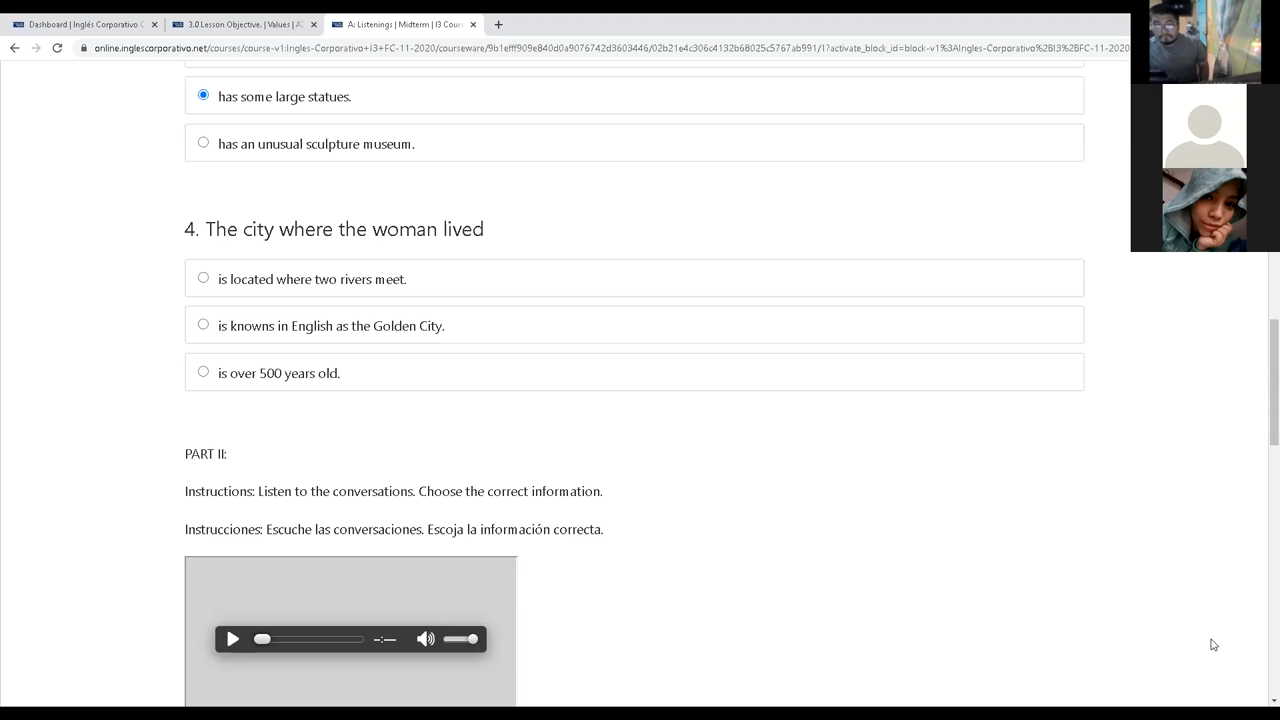 Dashboard | Inglés Corporativo C
3.0 Lesson Objective. | Values | A
A: Listenings | Midterm | I3 Cour
online.inglescorporativo.net/courses/course-v1:Ingles-Corporativo+I3+FC-11-2020/courseware/9b1efff909e840d0a9076742d3603446/02b21e4c306c4132b68025c5767ab991/1?activate_block_id=block-v1%3AIngles-Corporativo%2BI3%2BFC-11-2020
has some large statues.
has an unusual sculpture museum.
4. The city where the woman lived
is located where two rivers meet.
is knowns in English as the Golden City.
is over 500 years old.
PART II:
Instructions: Listen to the conversations. Choose the correct information.
Instrucciones: Escuche las conversaciones. Escoja la información correcta.
--:--